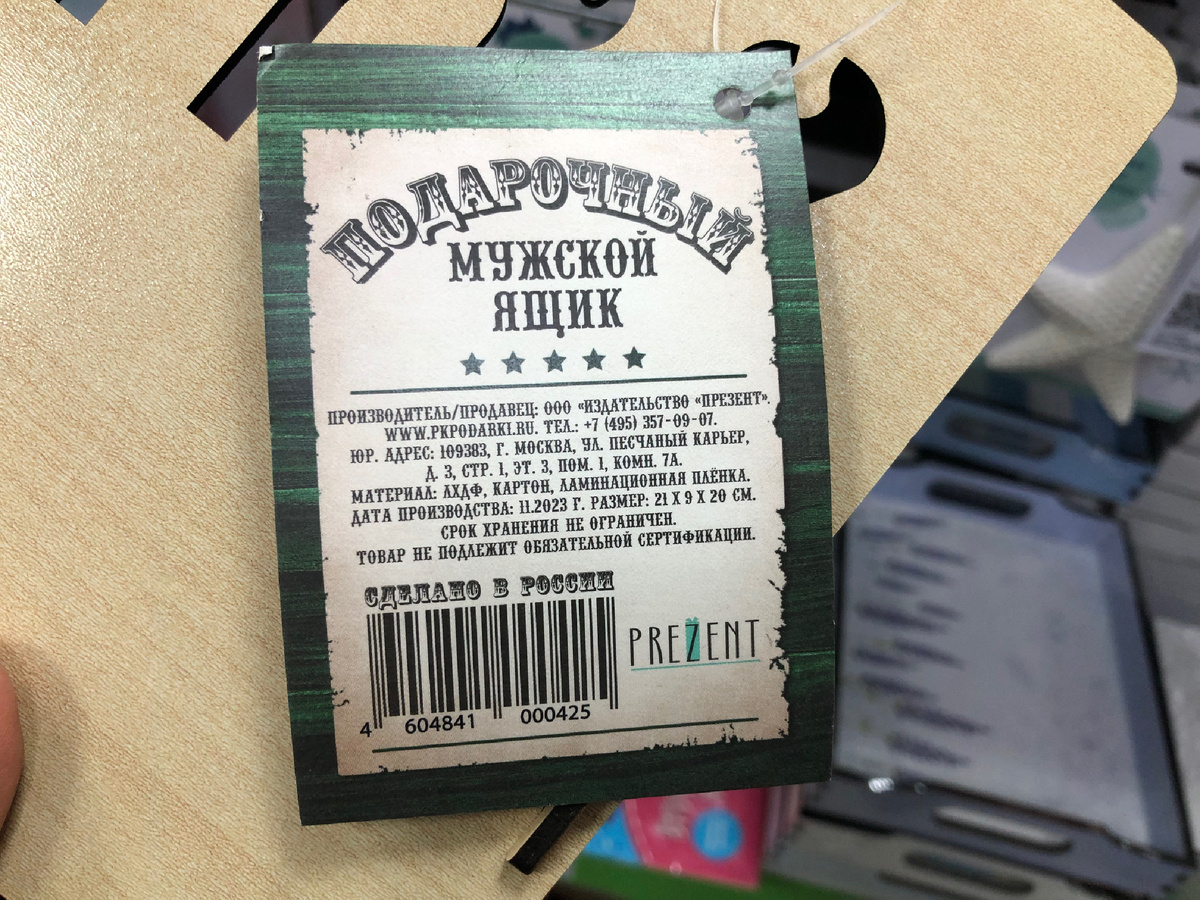 ПОДАРОЧНЫЙ
МУЖСКОЙ
ЯЩИК
ПРОИЗВОДИТЕЛЬ/ПРОДАВЕЦ: ООО «ИЗДАТЕЛЬСТВО «ПРЕЗЕНТ».
WWW.PKPODARKI.RU. ТЕЛ.: +7 (495) 357-09-07.
ЮР. АДРЕС: 109383, Г. МОСКВА, УЛ. ПЕСЧАНЫЙ КАРЬЕР,
Д. 3, СТР. 1, ЭТ. 3, ПОМ. 1, КОМН. 7А.
МАТЕРИАЛ: ЛХДФ, КАРТОН, ЛАМИНАЦИОННАЯ ПЛЁНКА.
ДАТА ПРОИЗВОДСТВА: 11.2023 Г. РАЗМЕР: 21 Х 9 Х 20 СМ.
СРОК ХРАНЕНИЯ НЕ ОГРАНИЧЕН.
ТОВАР НЕ ПОДЛЕЖИТ ОБЯЗАТЕЛЬНОЙ СЕРТИФИКАЦИИ.
СДЕЛАНО В РОССИИ
PREZENT
4 604841 000425